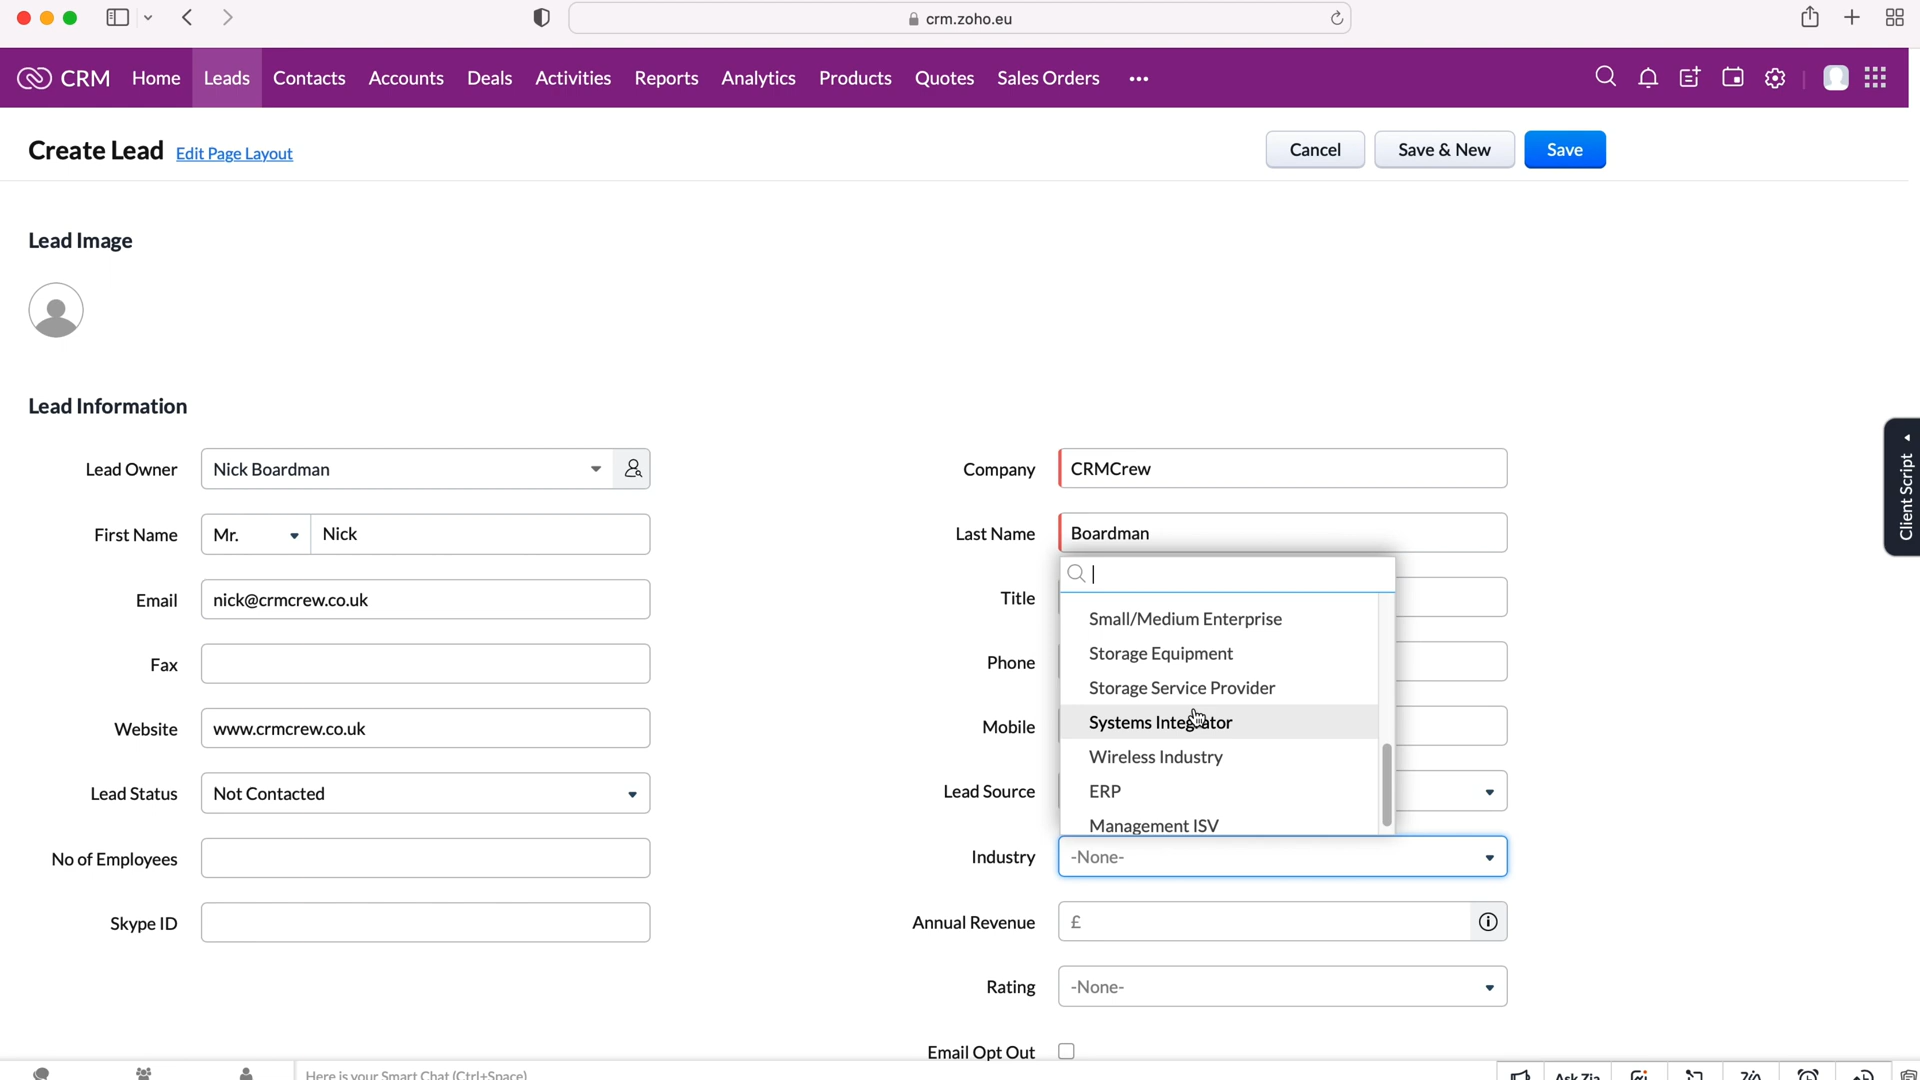 crm.zoho.eu
CRM Home Leads Contacts Accounts Deals Activities Reports Analytics Products Quotes Sales Orders •••
Create Lead Edit Page Layout Cancel Save & New Save
Lead Image
Lead Information
Lead Owner Nick Boardman
Company CRMCrew
First Name Mr. Nick
Last Name Boardman
Email nick@crmcrew.co.uk
Title
Small/Medium Enterprise
Storage Equipment
Fax
Phone
Storage Service Provider
Website www.crmcrew.co.uk
Mobile
Systems Integrator
Wireless Industry
Lead Status Not Contacted
Lead Source
ERP
Management ISV
No of Employees
Industry -None-
Skype ID
Annual Revenue £
Rating -None-
Email Opt Out
Client Script
Here is your Smart Chat (Ctrl+Space)
Ask Zia